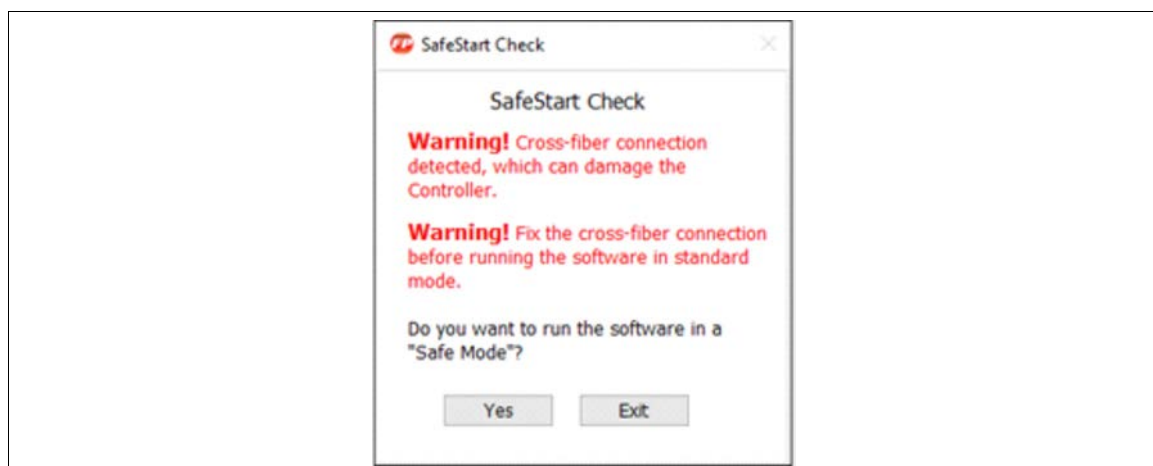 SafeStart Check
SafeStart Check
Warning! Cross-fiber connection
detected, which can damage the
Controller.
Warning! Fix the cross-fiber connection
before running the software in standard
mode.
Do you want to run the software in a
"Safe Mode"?
Yes Exit